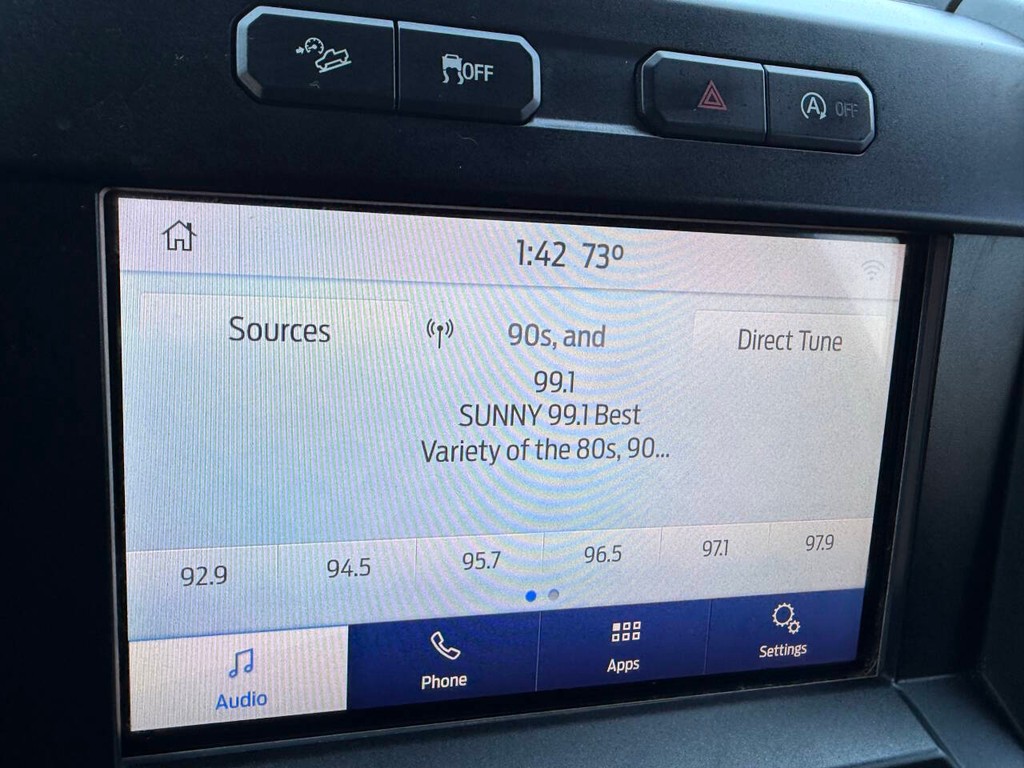 OFF
A OFF
1:42 73º
Sources
90s, and
Direct Tune
99.1
SUNNY 99.1 Best
Variety of the 80s, 90...
92.9 94.5 95.7 96.5 97.1 97.9
Audio
Phone
Apps
Settings